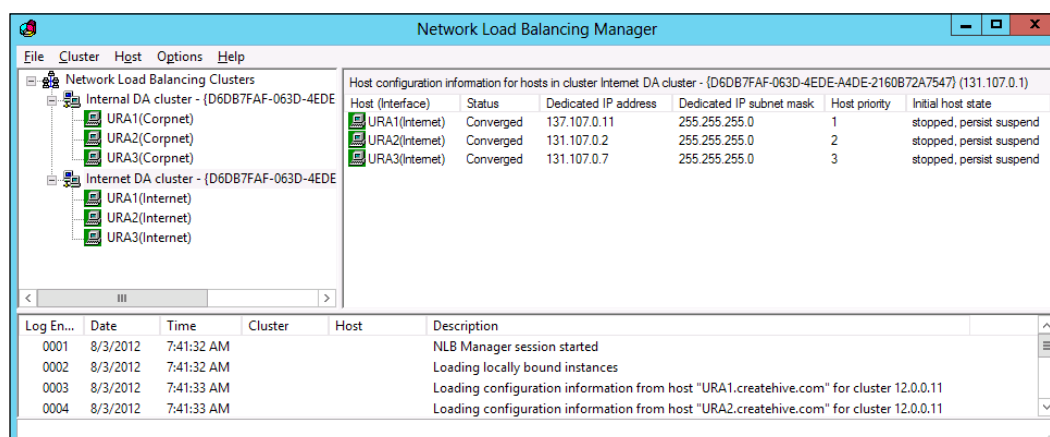 Network Load Balancing Manager
File Cluster Host Options Help
Network Load Balancing Clusters
Internal DA cluster - {D6DB7FAF-063D-4EDE
URA1(Corpnet)
URA2(Corpnet)
URA3(Corpnet)
Internet DA cluster - {D6DB7FAF-063D-4EDE
URA1(Internet)
URA2(Internet)
URA3(Internet)
Host configuration information for hosts in cluster Internet DA cluster - {D6DB7FAF-063D-4EDE-A4DE-2160B72A7547} (131.107.0.1)
Host (Interface) Status Dedicated IP address Dedicated IP subnet mask Host priority Initial host state
URA1(Internet) Converged 137.107.0.11 255.255.255.0 1 stopped, persist suspend
URA2(Internet) Converged 131.107.0.2 255.255.255.0 2 stopped, persist suspend
URA3(Internet) Converged 131.107.0.7 255.255.255.0 3 stopped, persist suspend
Log En... Date Time Cluster Host Description
0001 8/3/2012 7:41:32 AM NLB Manager session started
0002 8/3/2012 7:41:32 AM Loading locally bound instances
0003 8/3/2012 7:41:33 AM Loading configuration information from host "URA1.createhive.com" for cluster 12.0.0.11
0004 8/3/2012 7:41:33 AM Loading configuration information from host "URA2.createhive.com" for cluster 12.0.0.11